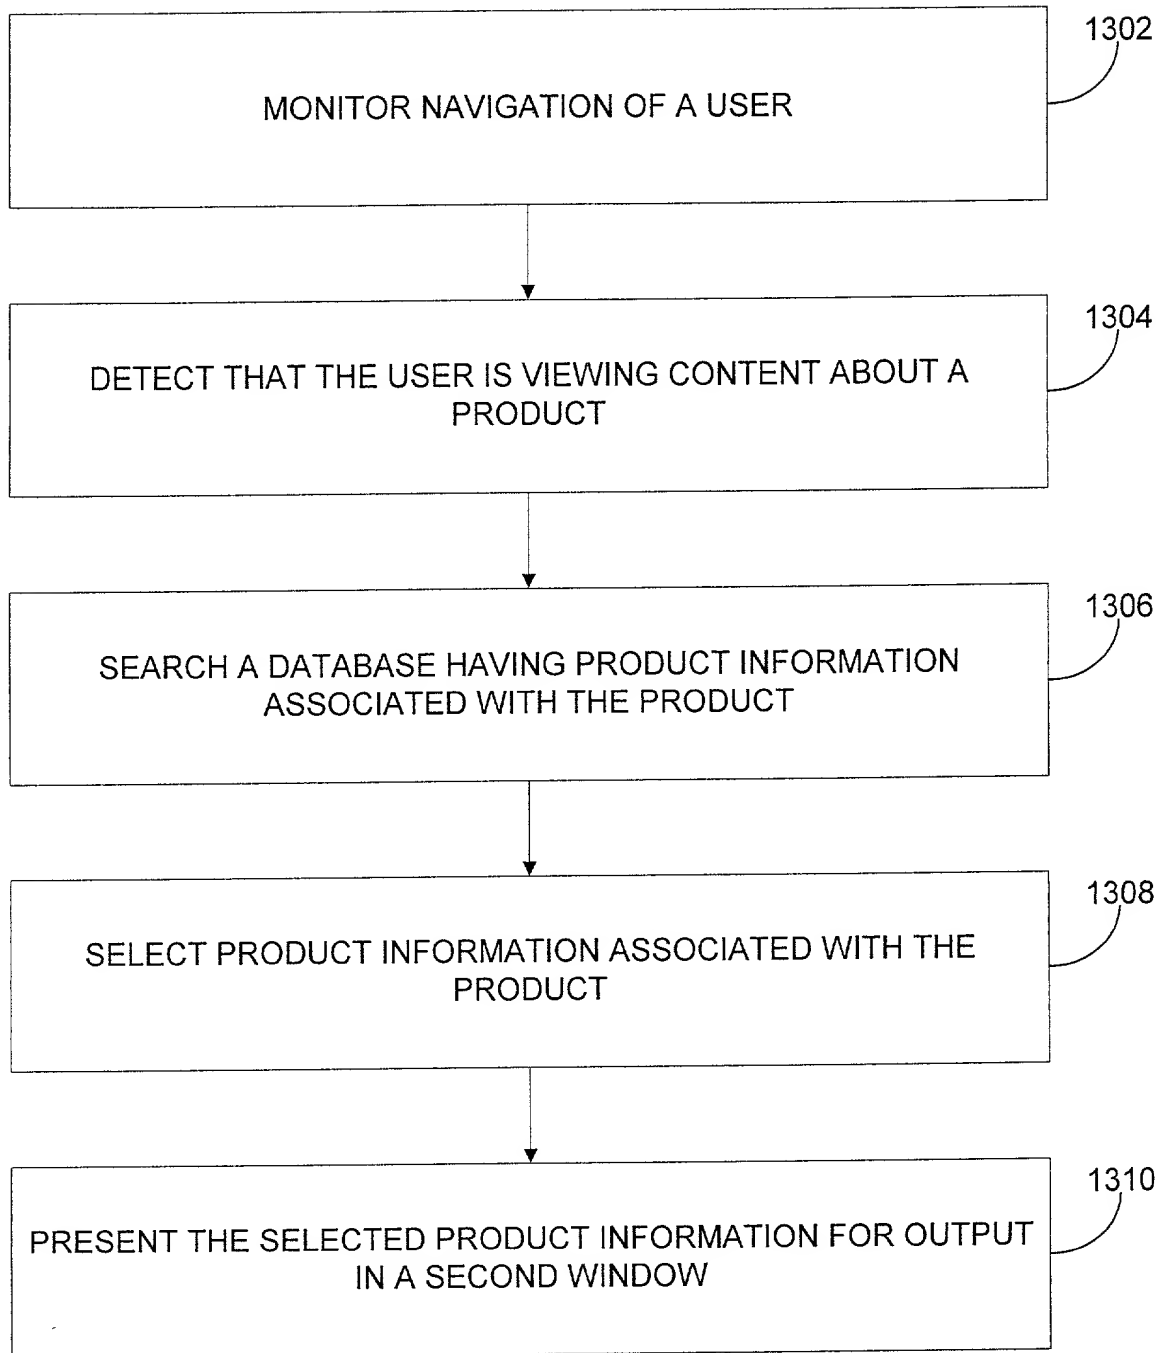 1302
MONITOR NAVIGATION OF A USER
1304
DETECT THAT THE USER IS VIEWING CONTENT ABOUT A
PRODUCT
1306
SEARCH A DATABASE HAVING PRODUCT INFORMATION
ASSOCIATED WITH THE PRODUCT
1308
SELECT PRODUCT INFORMATION ASSOCIATED WITH THE
PRODUCT
1310
PRESENT THE SELECTED PRODUCT INFORMATION FOR OUTPUT
IN A SECOND WINDOW